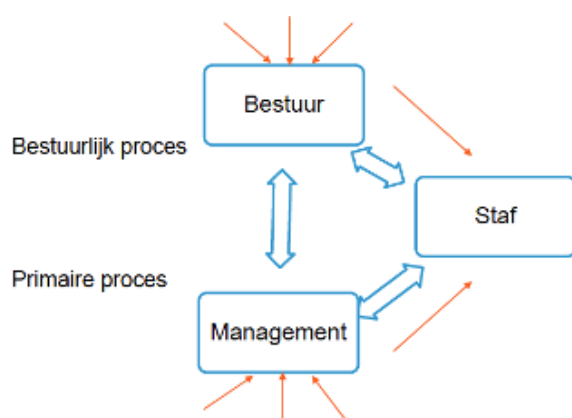 Bestuur
Bestuurlijk proces
Staf
Primaire proces
Management